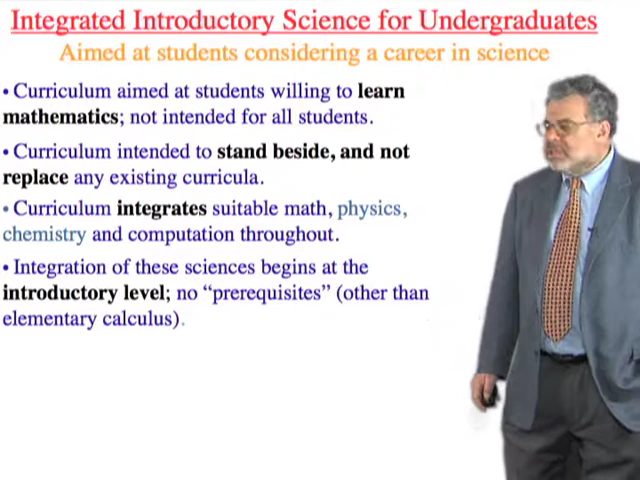 Integrated Introductory Science for Undergraduates
Aimed at students considering a career in science
• Curriculum aimed at students willing to learn
mathematics; not intended for all students.
• Curriculum intended to stand beside, and not
replace any existing curricula.
• Curriculum integrates suitable math, physics,
chemistry and computation throughout.
• Integration of these sciences begins at the
introductory level; no “prerequisites” (other than
elementary calculus).